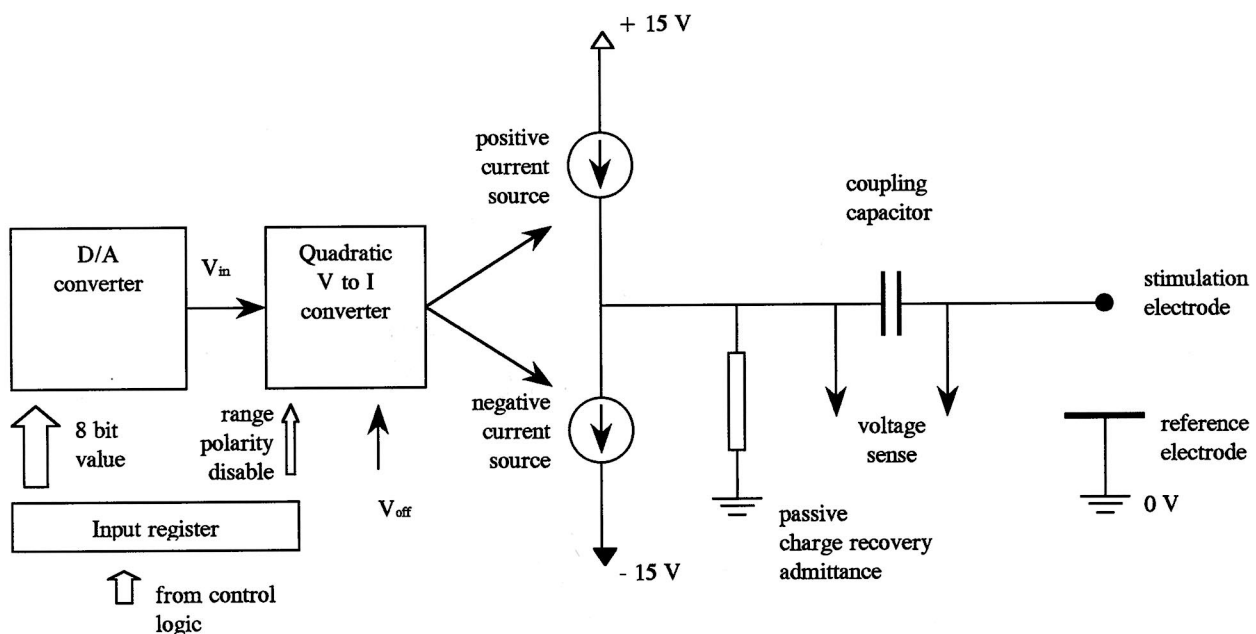 + 15 V
positive
current
source
coupling
capacitor
D/A
converter
Vin
Quadratic
V to I
converter
stimulation
electrode
8 bit
value
range
polarity
disable
negative
current
source
voltage
sense
reference
electrode
Voff
0 V
Input register
passive
charge recovery
admittance
- 15 V
from control
logic